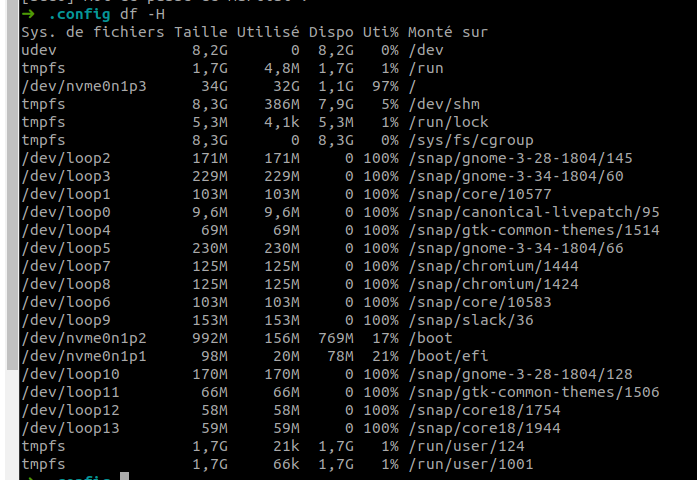 ➜ .config df -H
Sys. de fichiers Taille Utilisé Dispo Uti% Monté sur
udev 8,2G 0 8,2G 0% /dev
tmpfs 1,7G 4,8M 1,7G 1% /run
/dev/nvme0n1p3 34G 32G 1,1G 97% /
tmpfs 8,3G 386M 7,9G 5% /dev/shm
tmpfs 5,3M 4,1k 5,3M 1% /run/lock
tmpfs 8,3G 0 8,3G 0% /sys/fs/cgroup
/dev/loop2 171M 171M 0 100% /snap/gnome-3-28-1804/145
/dev/loop3 229M 229M 0 100% /snap/gnome-3-34-1804/60
/dev/loop1 103M 103M 0 100% /snap/core/10577
/dev/loop0 9,6M 9,6M 0 100% /snap/canonical-livepatch/95
/dev/loop4 69M 69M 0 100% /snap/gtk-common-themes/1514
/dev/loop5 230M 230M 0 100% /snap/gnome-3-34-1804/66
/dev/loop7 125M 125M 0 100% /snap/chromium/1444
/dev/loop8 125M 125M 0 100% /snap/chromium/1424
/dev/loop6 103M 103M 0 100% /snap/core/10583
/dev/loop9 153M 153M 0 100% /snap/slack/36
/dev/nvme0n1p2 992M 156M 769M 17% /boot
/dev/nvme0n1p1 98M 20M 78M 21% /boot/efi
/dev/loop10 170M 170M 0 100% /snap/gnome-3-28-1804/128
/dev/loop11 66M 66M 0 100% /snap/gtk-common-themes/1506
/dev/loop12 58M 58M 0 100% /snap/core18/1754
/dev/loop13 59M 59M 0 100% /snap/core18/1944
tmpfs 1,7G 21k 1,7G 1% /run/user/124
tmpfs 1,7G 66k 1,7G 1% /run/user/1001
➜ .config